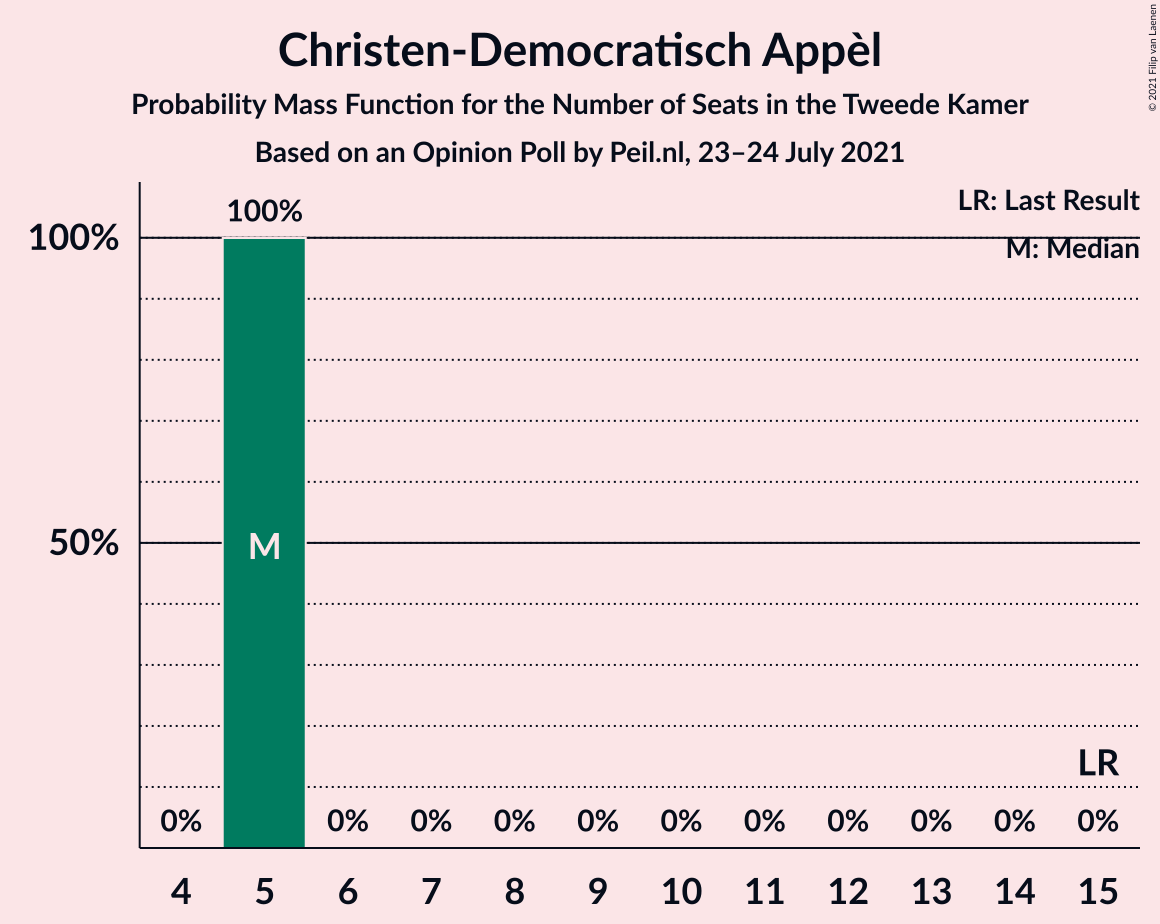 Christen-Democratisch Appèl
Probability Mass Function for the Number of Seats in the Tweede Kamer
Based on an Opinion Poll by Peil.nl, 23–24 July 2021
© 2021 Filip van Laenen
LR: Last Result
M: Median
100%
100%
50%
M
LR
0% 0% 0% 0% 0% 0% 0% 0% 0% 0% 0%
4 5 6 7 8 9 10 11 12 13 14 15